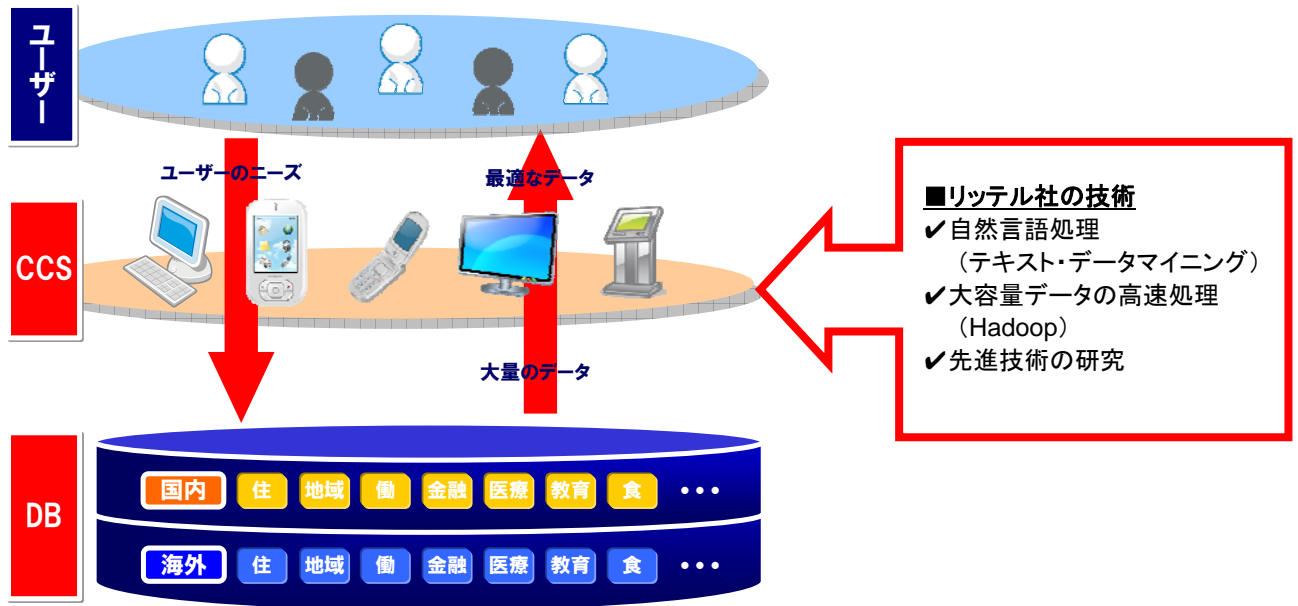 ユーザー
ユーザーのニーズ
最適なデータ
CCS
■リッテル社の技術
✔自然言語処理
（テキスト・データマイニング）
✔大容量データの高速処理
（Hadoop）
✔先進技術の研究
大量のデータ
DB
国内 住 地域 働 金融 医療 教育 食 ・・・
海外 住 地域 働 金融 医療 教育 食 ・・・